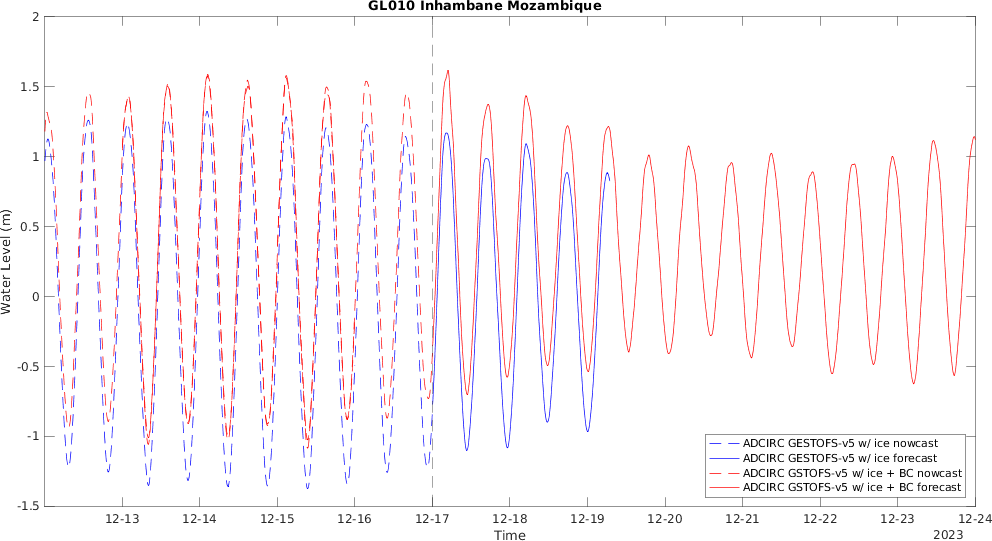 GL010 Inhambane Mozambique
2
1.5
1
0.5
0
-0.5
-1
-1.5
Water Level (m)
12-13 12-14 12-15 12-16 12-17 12-18 12-19 12-20 12-21 12-22 12-23 12-24
Time
2023
ADCIRC GESTOFS-v5 w/ ice nowcast
ADCIRC GESTOFS-v5 w/ ice forecast
ADCIRC GSTOFS-v5 w/ ice + BC nowcast
ADCIRC GSTOFS-v5 w/ ice + BC forecast